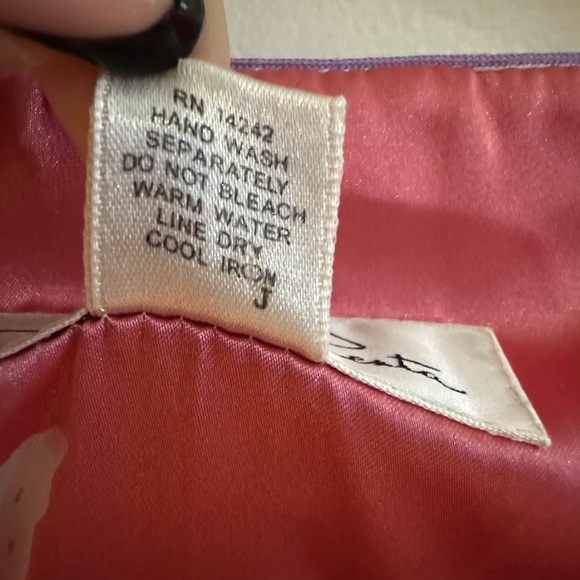 RN 14242
HAND WASH
SEPARATELY
DO NOT BLEACH
WARM WATER
LINE DRY
COOL IRON
J